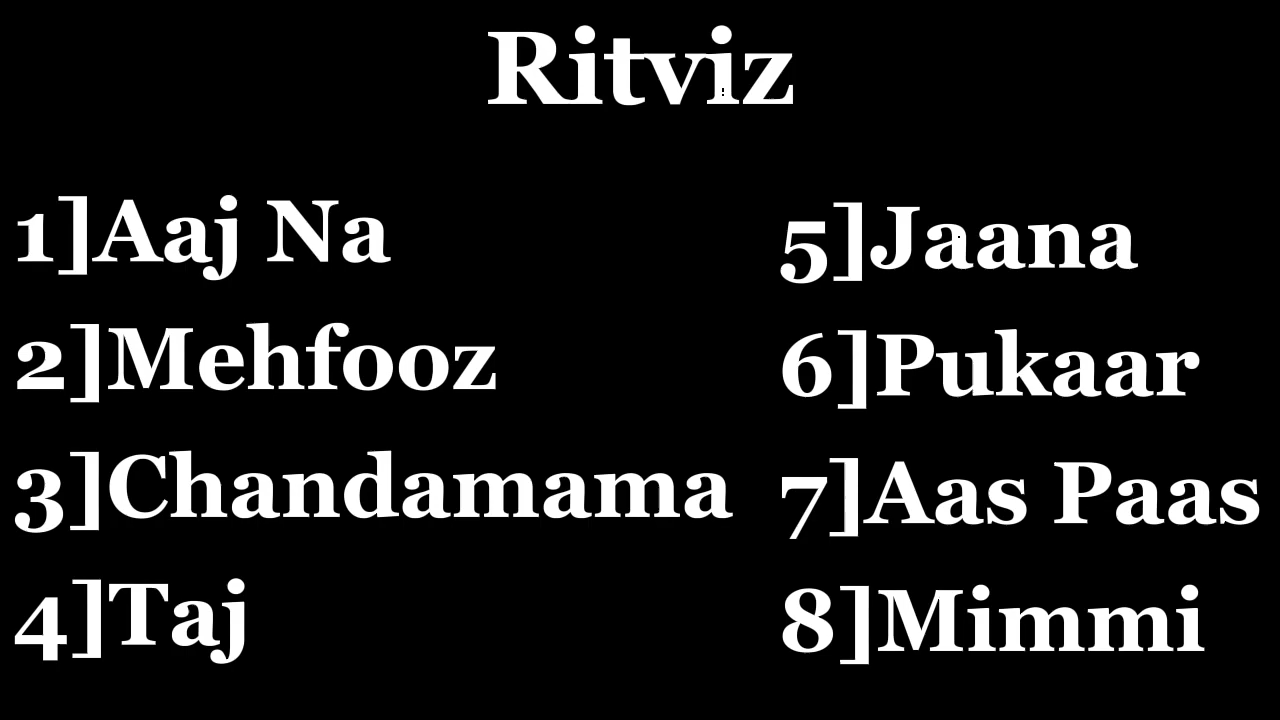 Ritviz
1]Aaj Na
2]Mehfooz
3]Chandamama
4]Taj
5]Jaana
6]Pukaar
7]Aas Paas
8]Mimmi